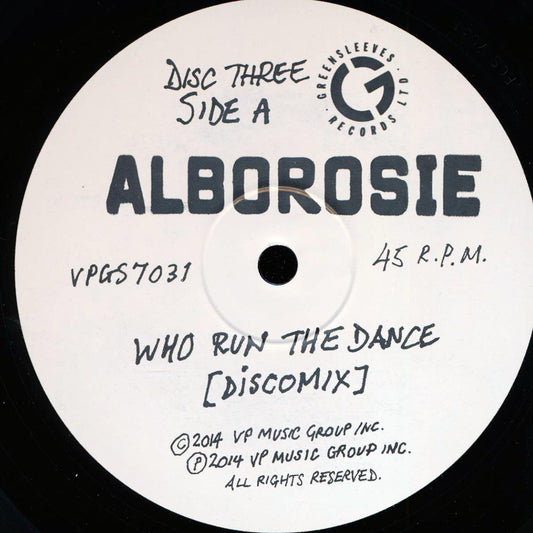 DISC THREE
SIDE A
GREENSLEEVES · RECORDS LTD ·
ALBOROSIE
VPGS7031
45 R.P.M.
WHO RUN THE DANCE
[DISCOMIX]
©2014 VP MUSIC GROUP INC.
℗2014 VP MUSIC GROUP INC.
ALL RIGHTS RESERVED.